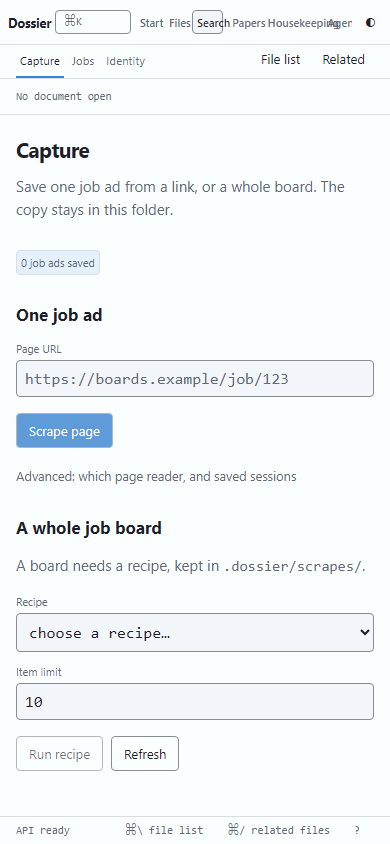 Dossier ⌘K Start Files Search Papers Housekeeping
Capture Jobs Identity File list Related
No document open
Capture
Save one job ad from a link, or a whole board. The
copy stays in this folder.
0 job ads saved
One job ad
Page URL
https://boards.example/job/123
Scrape page
Advanced: which page reader, and saved sessions
A whole job board
A board needs a recipe, kept in .dossier/scrapes/.
Recipe
choose a recipe…
Item limit
10
Run recipe Refresh
API ready ⌘\ file list ⌘/ related files ?